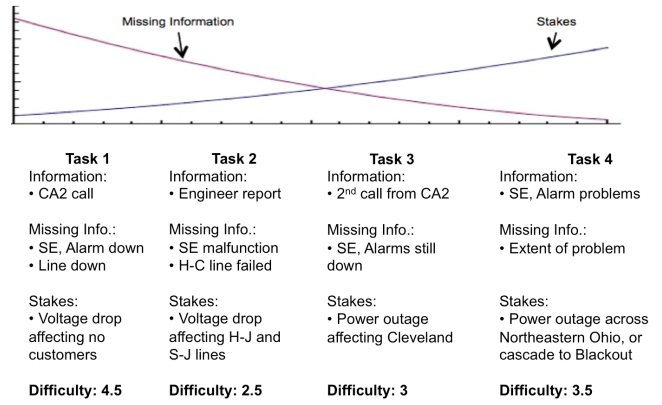 Missing Information
Stakes
Task 1
Information:
• CA2 call
Missing Info.:
• SE, Alarm down
• Line down
Stakes:
• Voltage drop
affecting no
customers
Difficulty: 4.5
Task 2
Information:
• Engineer report
Missing Info.:
• SE malfunction
• H-C line failed
Stakes:
• Voltage drop
affecting H-J and
S-J lines
Difficulty: 2.5
Task 3
Information:
• 2nd call from CA2
Missing Info.:
• SE, Alarms still
down
Stakes:
• Power outage
affecting Cleveland
Difficulty: 3
Task 4
Information:
• SE, Alarm problems
Missing Info.:
• Extent of problem
Stakes:
• Power outage across
Northeastern Ohio, or
cascade to Blackout
Difficulty: 3.5